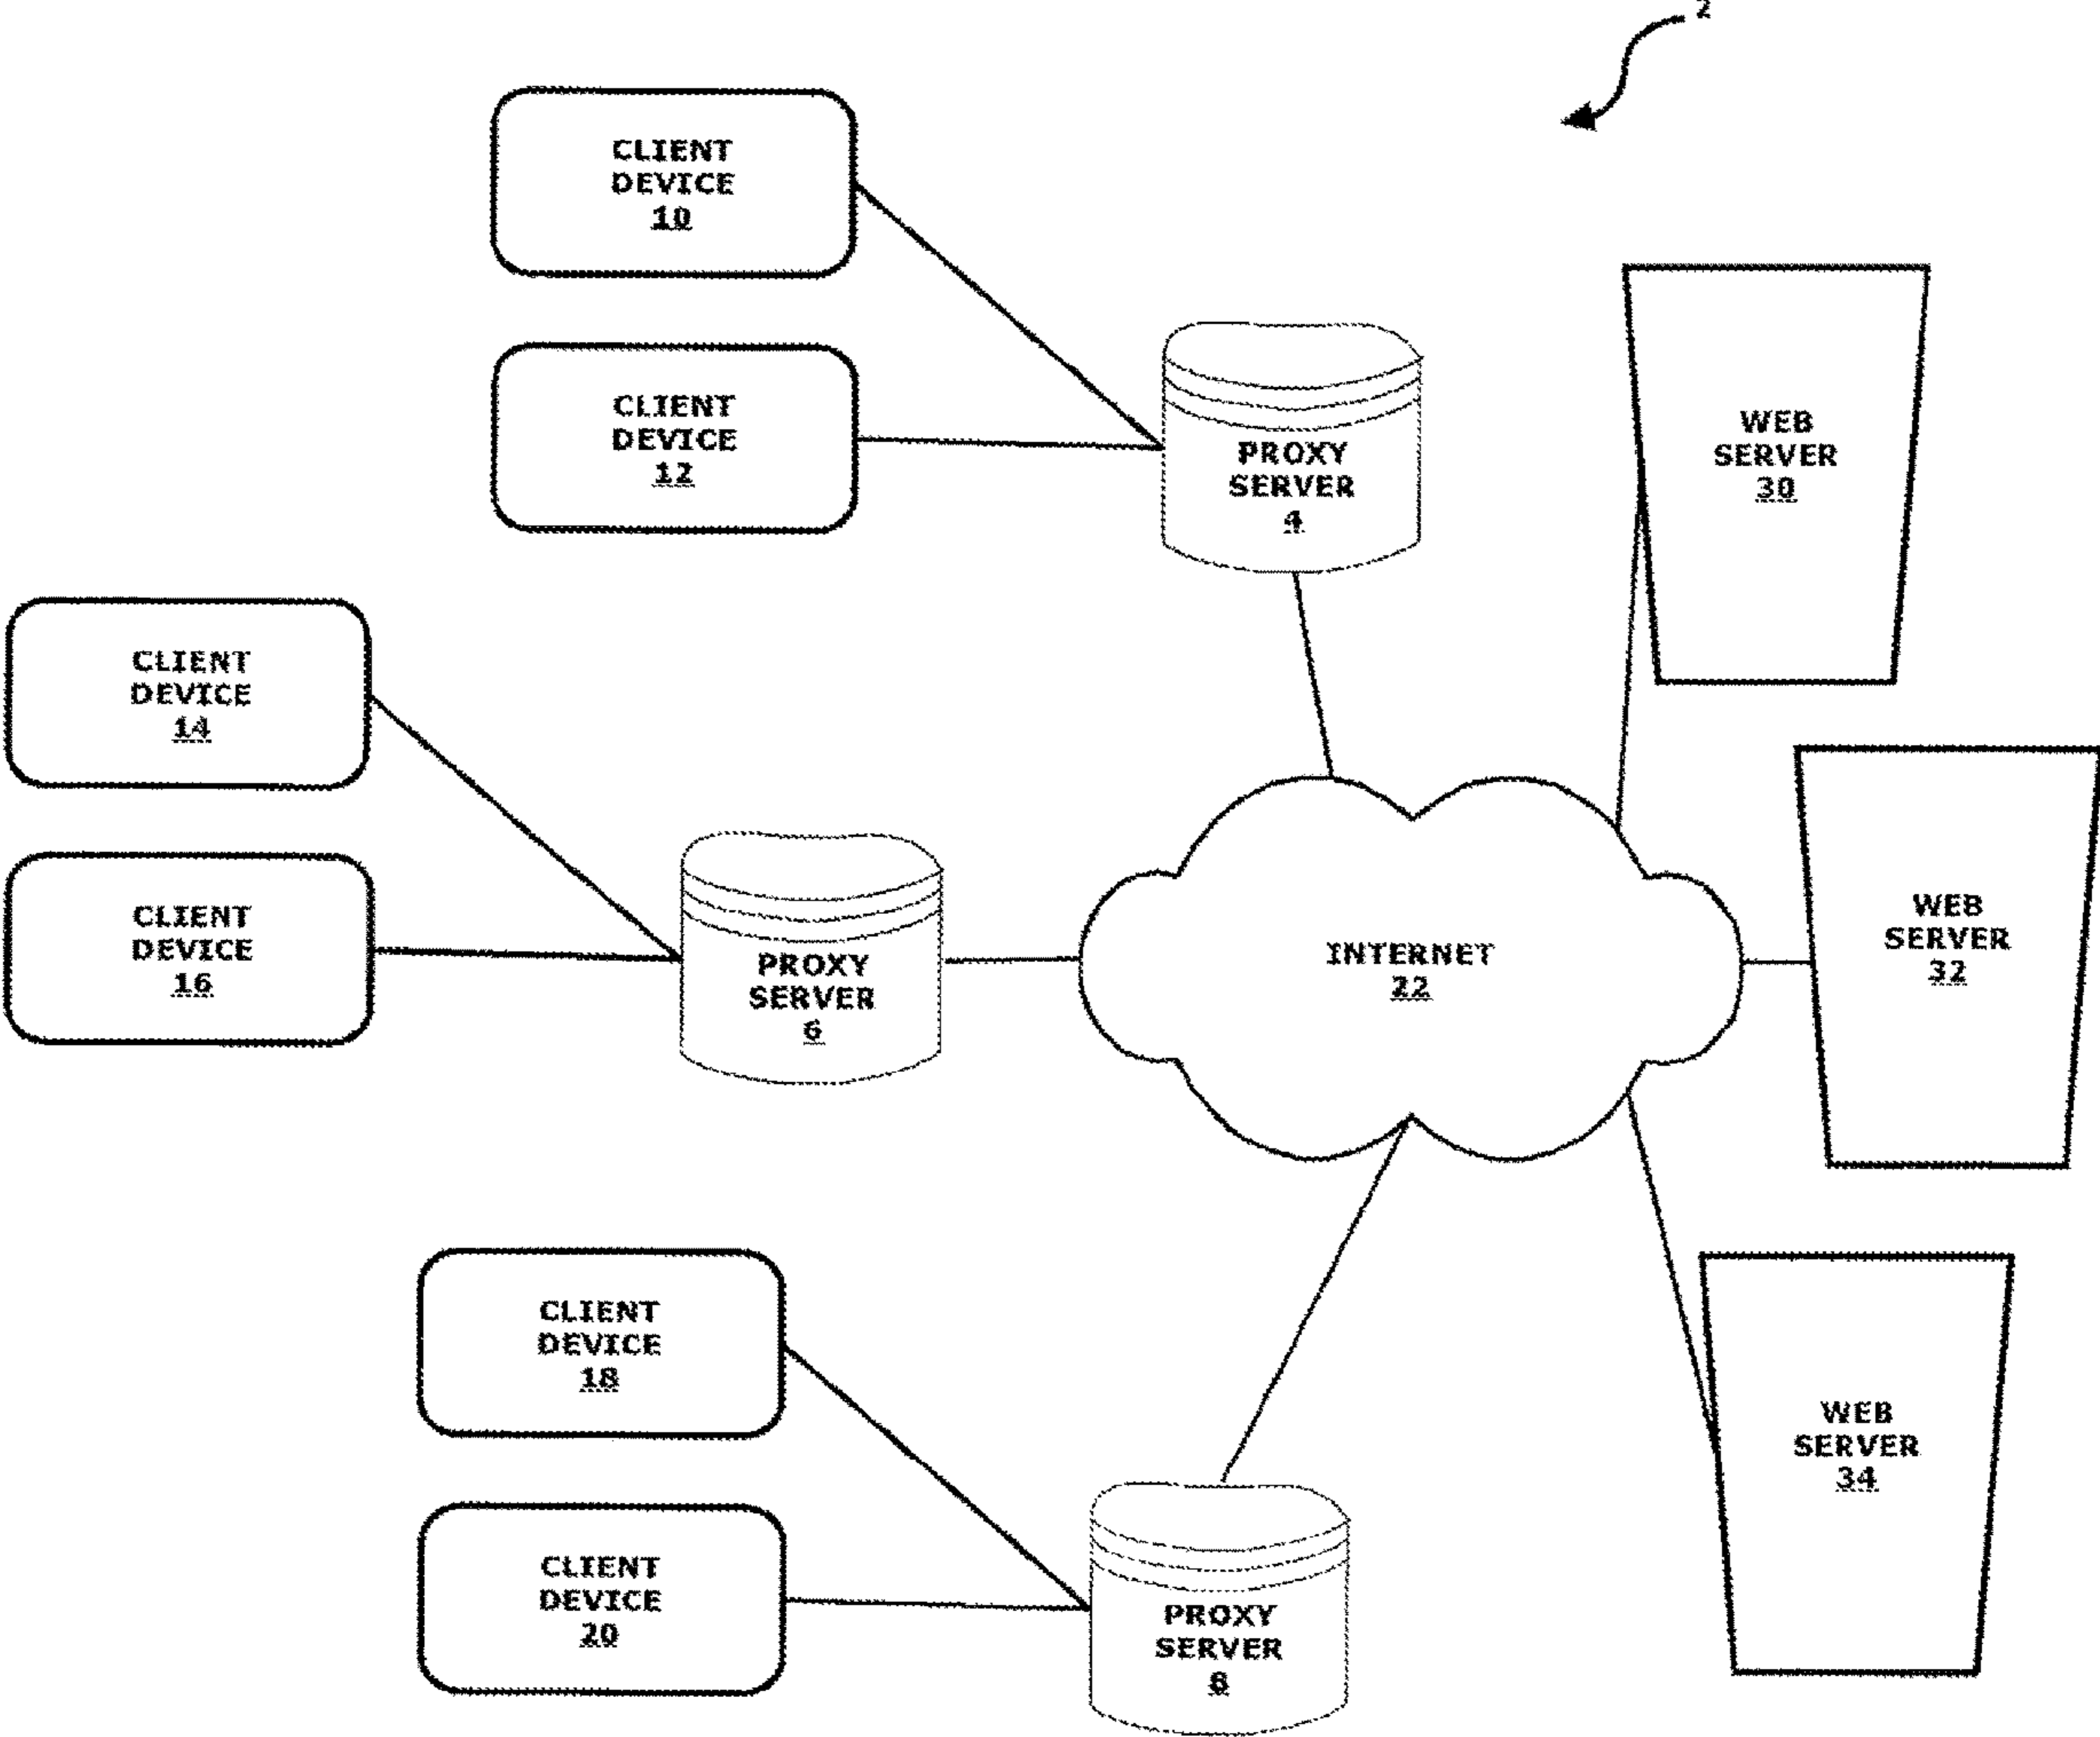 2
CLIENT
DEVICE
10
CLIENT
DEVICE
12
PROXY
SERVER
4
WEB
SERVER
30
CLIENT
DEVICE
14
CLIENT
DEVICE
16
PROXY
SERVER
6
INTERNET
22
WEB
SERVER
32
CLIENT
DEVICE
18
CLIENT
DEVICE
20
PROXY
SERVER
8
WEB
SERVER
34